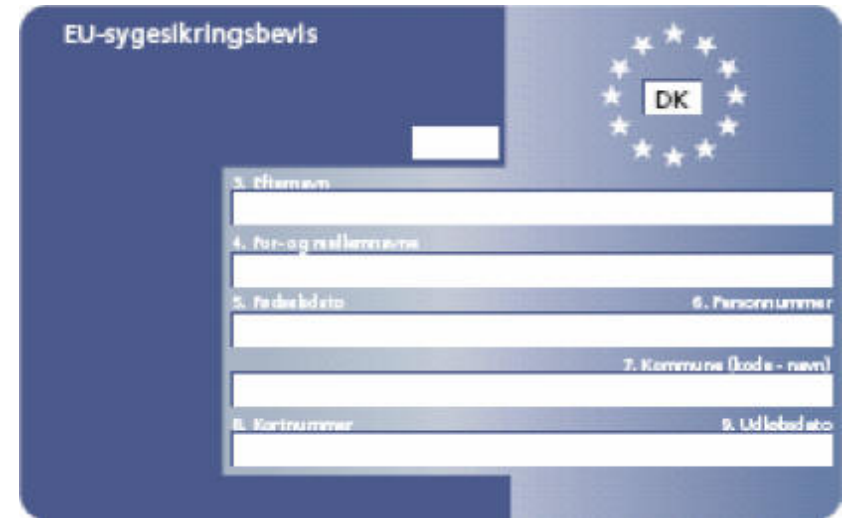 EU-sygesikringsbevis
DK
3. Efternavn
4. For- og mellemnavne
5. Fødselsdato
6. Personnummer
7. Kommune (kode - navn)
8. Kortnummer
9. Udløbsdato